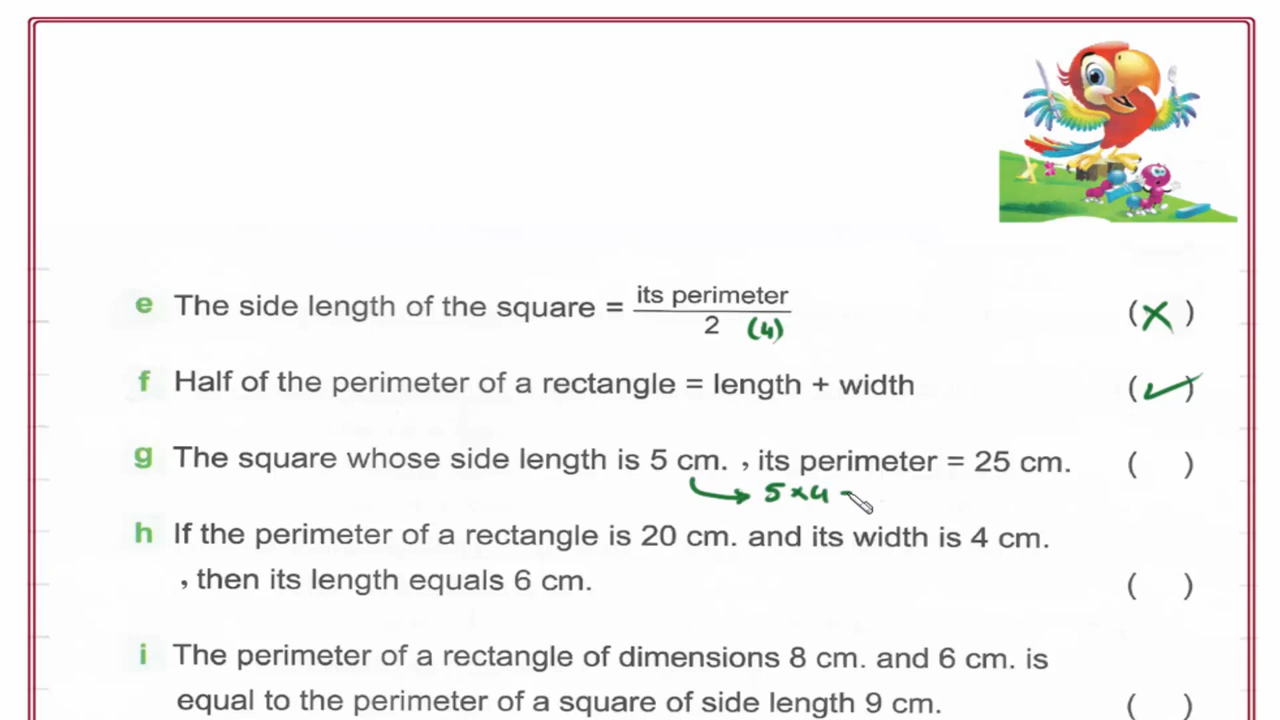 e The side length of the square = its perimeter / 2 (4) (X)
f Half of the perimeter of a rectangle = length + width (✓)
g The square whose side length is 5 cm. , its perimeter = 25 cm. ( )
5 × 4 =
h If the perimeter of a rectangle is 20 cm. and its width is 4 cm.
, then its length equals 6 cm. ( )
i The perimeter of a rectangle of dimensions 8 cm. and 6 cm. is
equal to the perimeter of a square of side length 9 cm. ( )